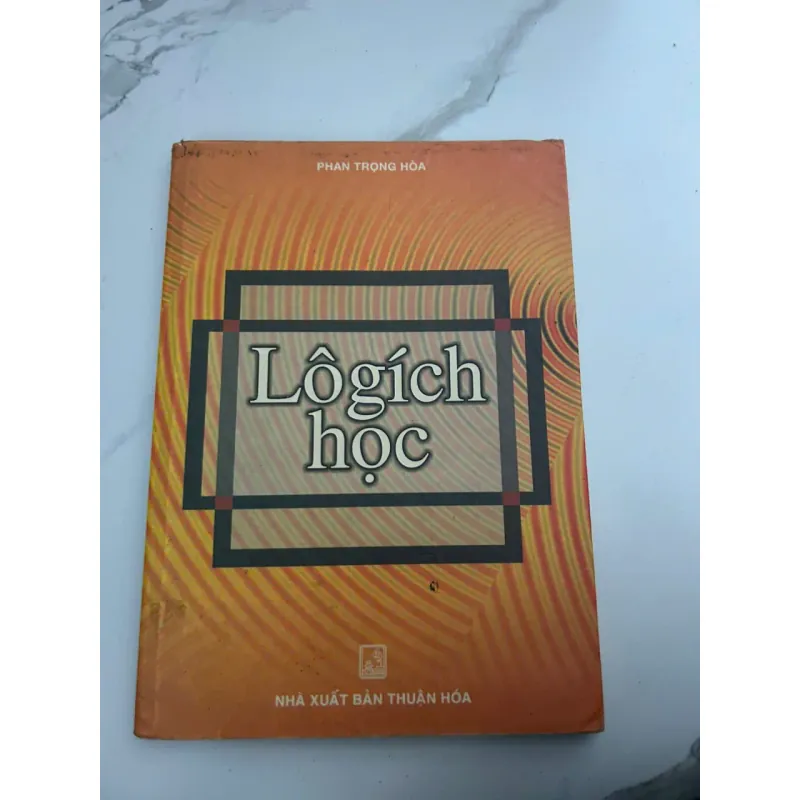 PHAN TRỌNG HÒA
Lôgích
học
NHÀ XUẤT BẢN THUẬN HÓA